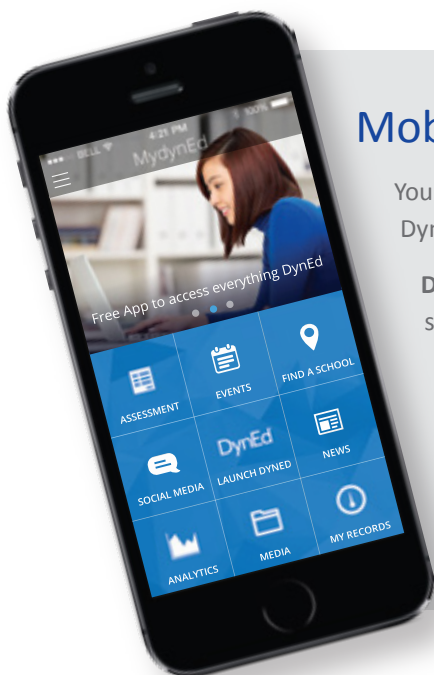 BELL 4:21 PM 100%
MydynEd
Free App to access everything DynEd
ASSESSMENT
EVENTS
FIND A SCHOOL
SOCIAL MEDIA
DynEd
LAUNCH DYNED
NEWS
ANALYTICS
MEDIA
MY RECORDS
Mob
You
Dyn
D
s